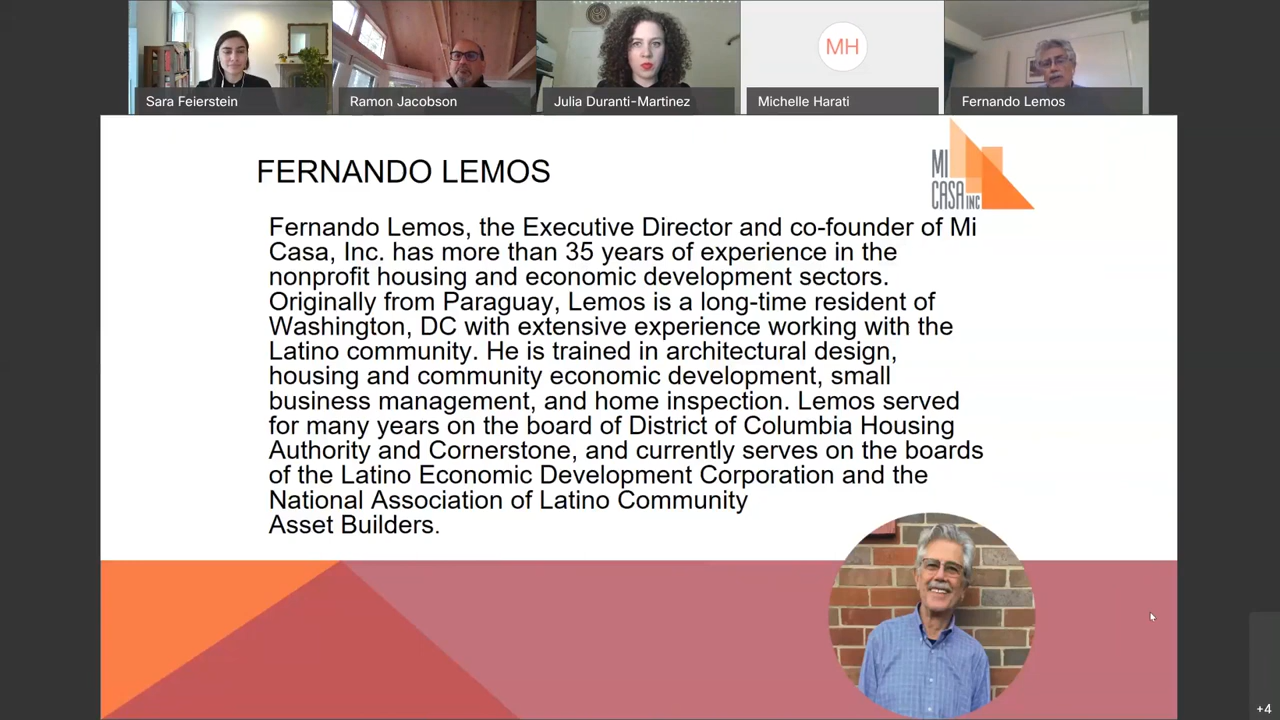 Sara Feierstein
Ramon Jacobson
Julia Duranti-Martinez
MH
Michelle Harati
Fernando Lemos
FERNANDO LEMOS
MI
CASA INC
Fernando Lemos, the Executive Director and co-founder of Mi
Casa, Inc. has more than 35 years of experience in the
nonprofit housing and economic development sectors.
Originally from Paraguay, Lemos is a long-time resident of
Washington, DC with extensive experience working with the
Latino community. He is trained in architectural design,
housing and community economic development, small
business management, and home inspection. Lemos served
for many years on the board of District of Columbia Housing
Authority and Cornerstone, and currently serves on the boards
of the Latino Economic Development Corporation and the
National Association of Latino Community
Asset Builders.
+4